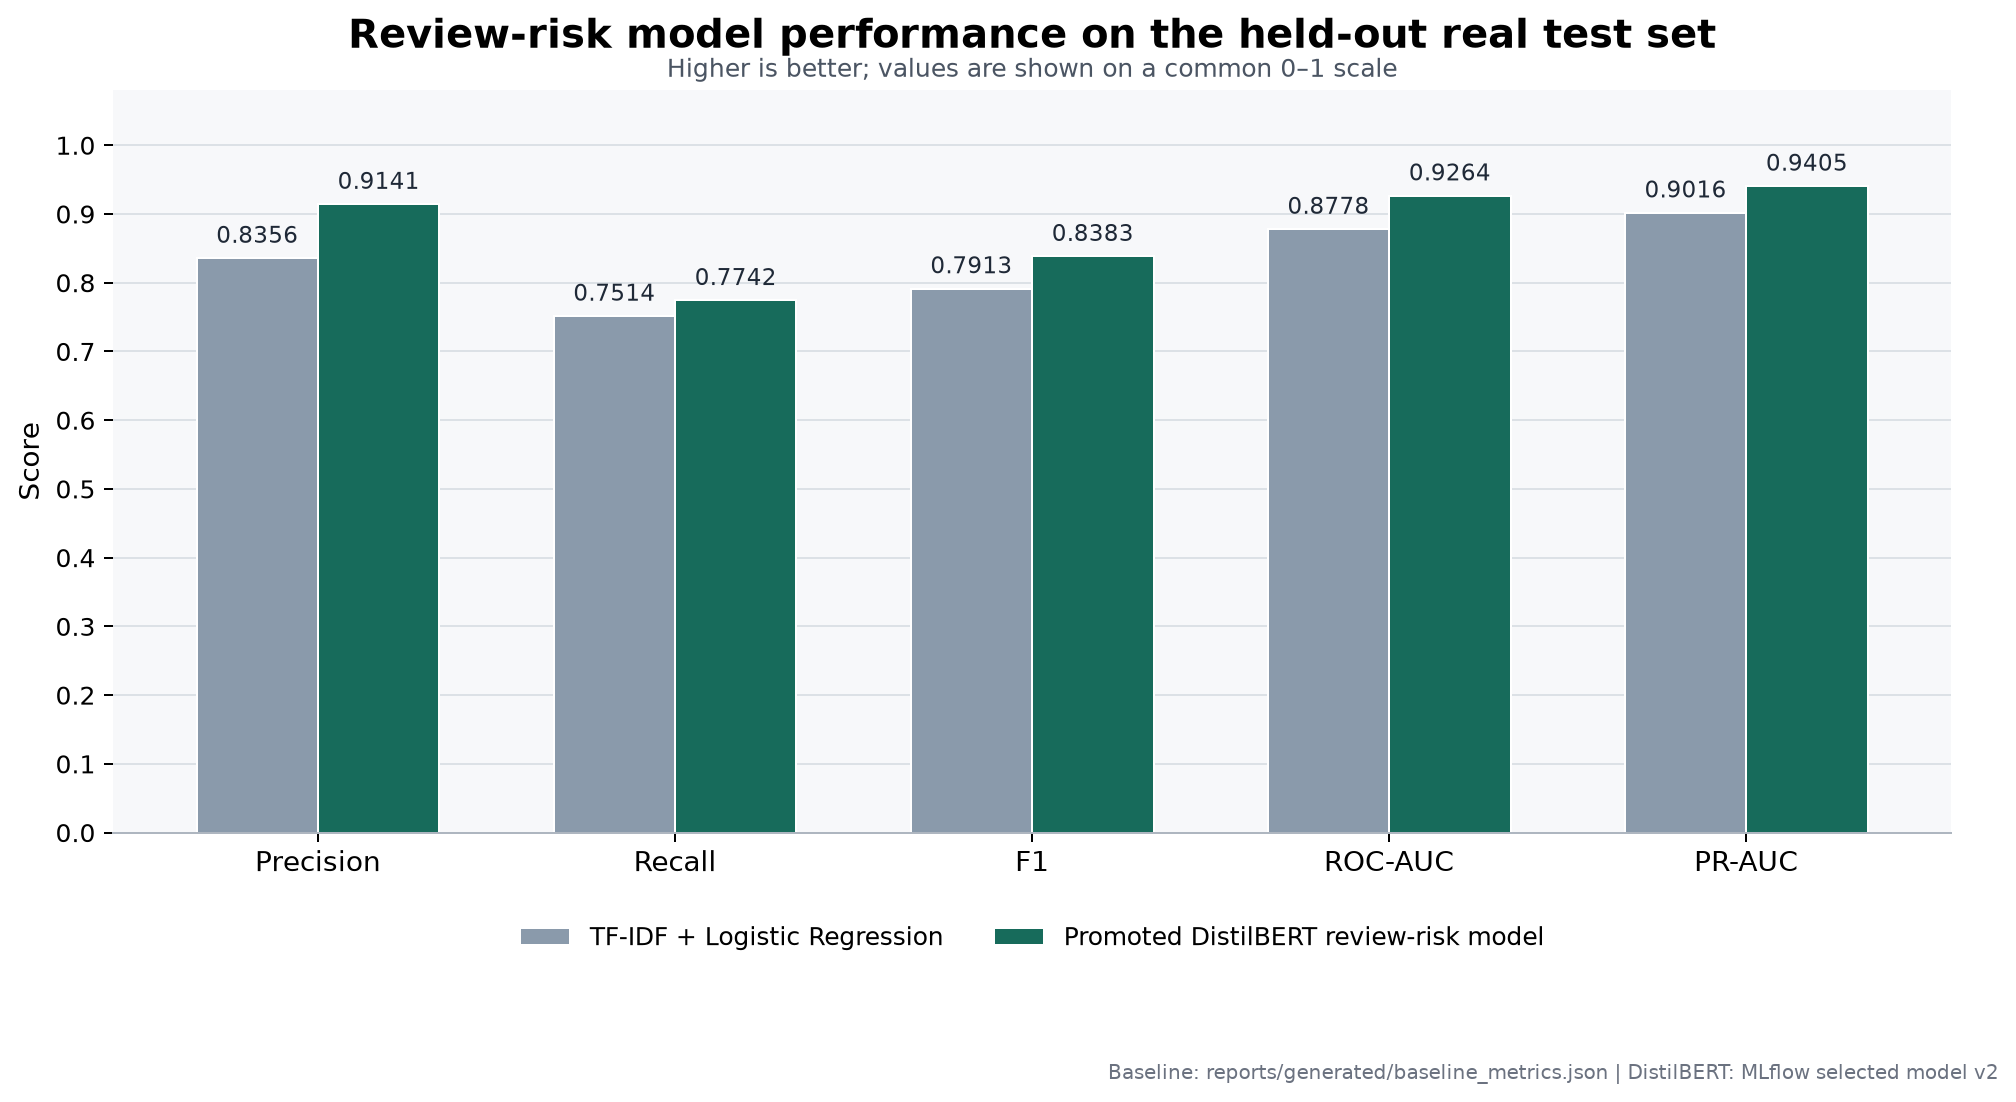 Review-risk model performance on the held-out real test set
Higher is better; values are shown on a common 0–1 scale
Score
1.0
0.9
0.8
0.7
0.6
0.5
0.4
0.3
0.2
0.1
0.0
0.8356
0.9141
0.7514
0.7742
0.7913
0.8383
0.8778
0.9264
0.9016
0.9405
Precision
Recall
F1
ROC-AUC
PR-AUC
TF-IDF + Logistic Regression
Promoted DistilBERT review-risk model
Baseline: reports/generated/baseline_metrics.json | DistilBERT: MLflow selected model v2